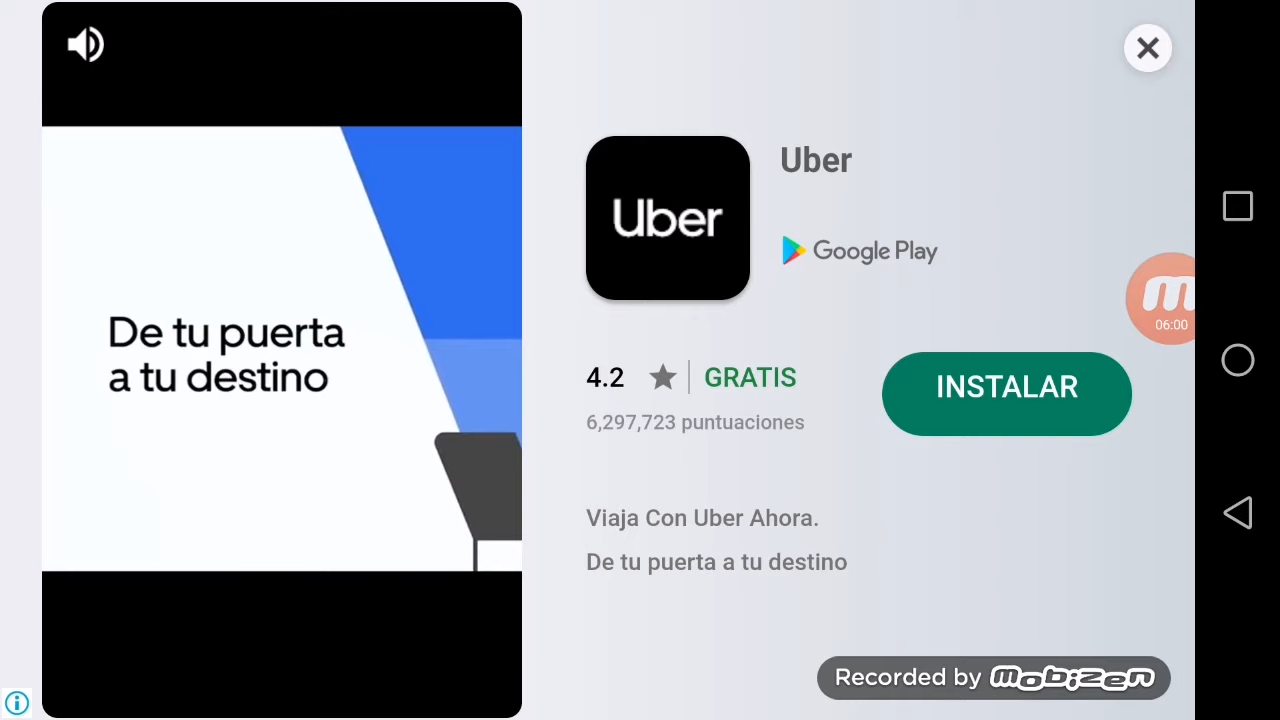 De tu puerta
a tu destino
Uber
Uber
Google Play
4.2
GRATIS
6,297,723 puntuaciones
INSTALAR
Viaja Con Uber Ahora.
De tu puerta a tu destino
06:00
Recorded by mobizen